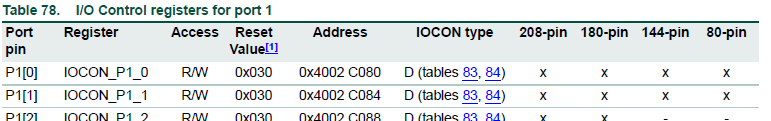 Table 78. I/O Control registers for port 1
Port pin Register Access Reset Value[1] Address IOCON type 208-pin 180-pin 144-pin 80-pin
P1[0] IOCON_P1_0 R/W 0x030 0x4002 C080 D (tables 83, 84) x x x x
P1[1] IOCON_P1_1 R/W 0x030 0x4002 C084 D (tables 83, 84) x x x x
P1[2] IOCON_P1_2 R/W 0x030 0x4002 C088 D (tables 83, 84) x x - -